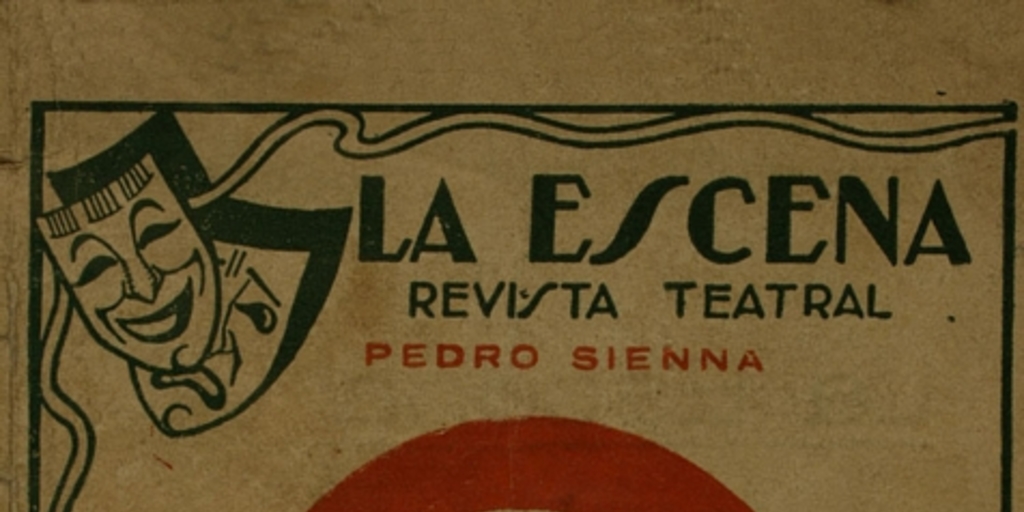 LA ESCENA
REVISTA TEATRAL
PEDRO SIENNA